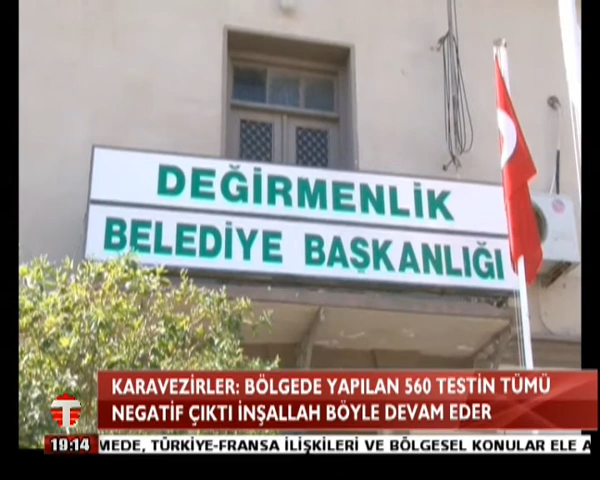 DEĞİRMENLİK
BELEDİYE BAŞKANLIĞI
KARAVEZİRLER: BÖLGEDE YAPILAN 560 TESTİN TÜMÜ
NEGATİF ÇIKTI İNŞALLAH BÖYLE DEVAM EDER
T
19:14 MEDE, TÜRKİYE-FRANSA İLİŞKİLERİ VE BÖLGESEL KONULAR ELE A